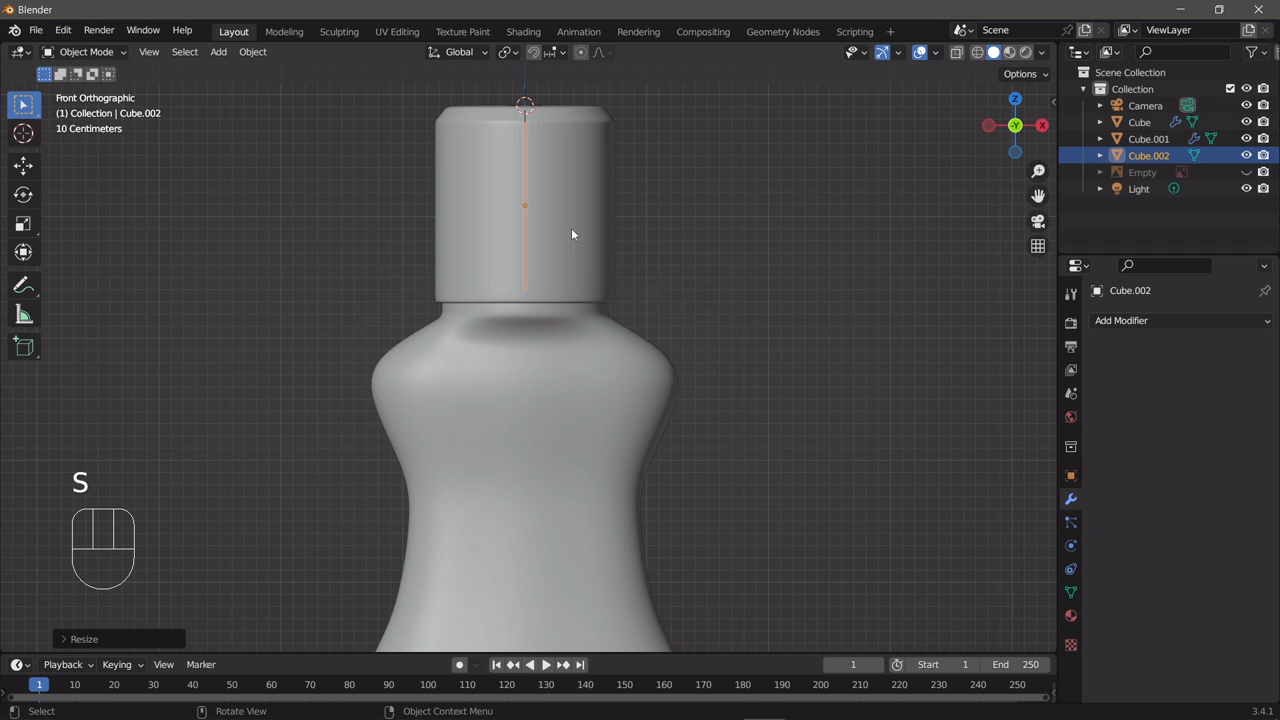 Blender
File Edit Render Window Help Layout Modeling Sculpting UV Editing Texture Paint Shading Animation Rendering Compositing Geometry Nodes Scripting + Scene ViewLayer
Object Mode View Select Add Object Global
Options
Front Orthographic
(1) Collection | Cube.002
10 Centimeters
Z
-Y
X
Scene Collection
Collection
Camera
Cube
Cube.001
Cube.002
Empty
Light
Cube.002
Add Modifier
S
> Resize
Playback Keying View Marker 1 Start 1 End 250
1 10 20 30 40 50 60 70 80 90 100 110 120 130 140 150 160 170 180 190 200 210 220 230 240 250
Select Rotate View Object Context Menu 3.4.1